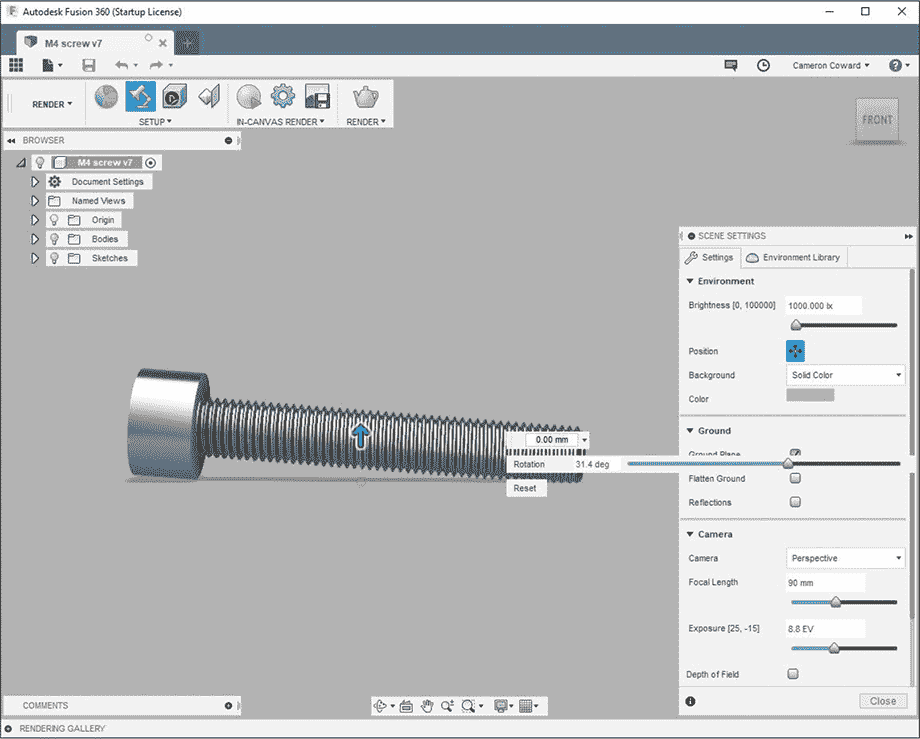 Autodesk Fusion 360 (Startup License)
M4 screw v7
Cameron Coward
RENDER
SETUP
IN-CANVAS RENDER
RENDER
FRONT
BROWSER
M4 screw v7
Document Settings
Named Views
Origin
Bodies
Sketches
SCENE SETTINGS
Settings Environment Library
Environment
Brightness [0, 100000] 1000.000 lx
Position
Background Solid Color
Color
Ground
Ground Plane
0.00 mm
Rotation 31.4 deg
Reset
Flatten Ground
Reflections
Camera
Camera Perspective
Focal Length 90 mm
Exposure [25, -15] 8.8 EV
Depth of Field
Close
COMMENTS
RENDERING GALLERY